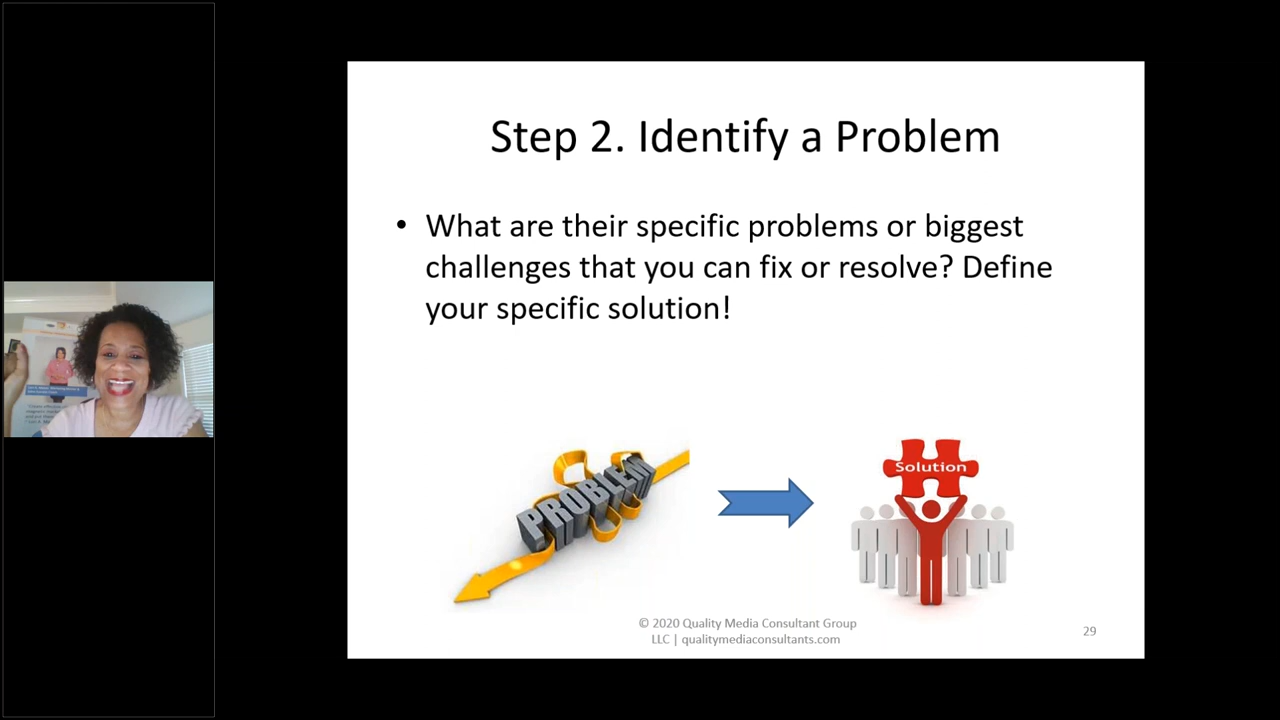 Step 2. Identify a Problem
• What are their specific problems or biggest
challenges that you can fix or resolve? Define
your specific solution!
PROBLEM
Solution
© 2020 Quality Media Consultant Group
LLC | qualitymediaconsultants.com
29